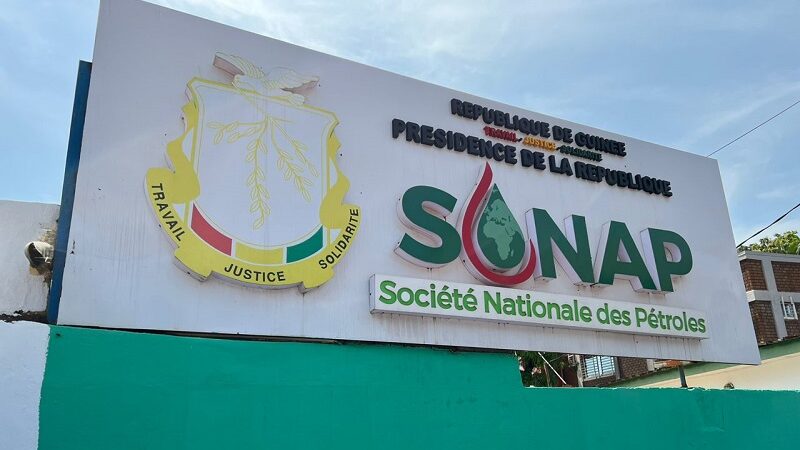 TRAVAIL JUSTICE SOLIDARITE
REPUBLIQUE DE GUINEE
TRAVAIL - JUSTICE - SOLIDARITE
PRESIDENCE DE LA REPUBLIQUE
SONAP
Société Nationale des Pétroles